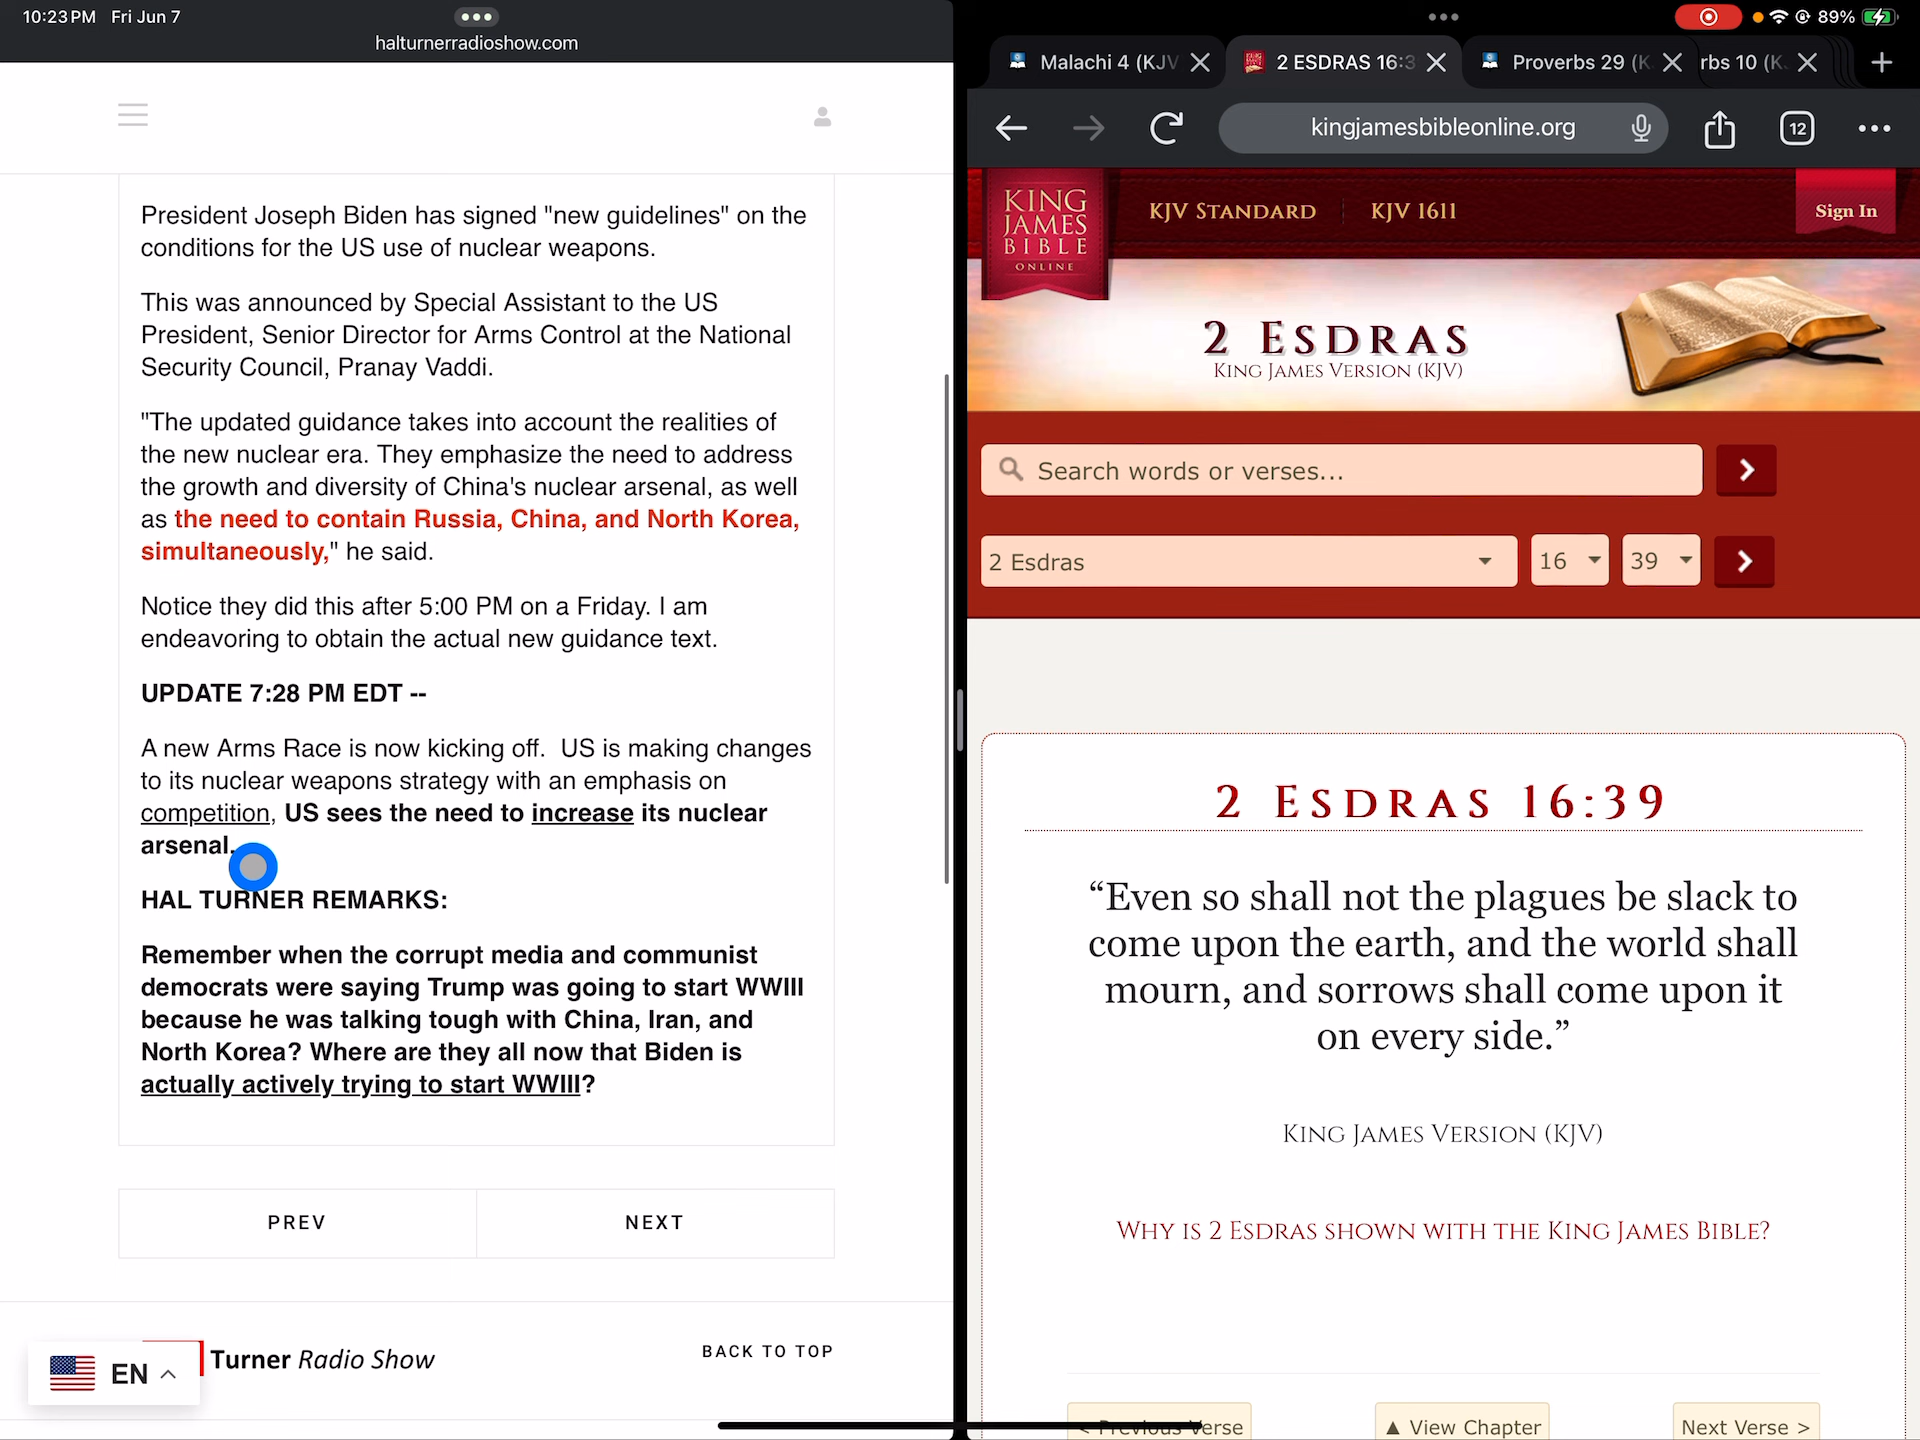 10:23 PM Fri Jun 7
halturnerradioshow.com
President Joseph Biden has signed "new guidelines" on the
conditions for the US use of nuclear weapons.
This was announced by Special Assistant to the US
President, Senior Director for Arms Control at the National
Security Council, Pranay Vaddi.
"The updated guidance takes into account the realities of
the new nuclear era. They emphasize the need to address
the growth and diversity of China's nuclear arsenal, as well
as the need to contain Russia, China, and North Korea,
simultaneously," he said.
Notice they did this after 5:00 PM on a Friday. I am
endeavoring to obtain the actual new guidance text.
UPDATE 7:28 PM EDT --
A new Arms Race is now kicking off. US is making changes
to its nuclear weapons strategy with an emphasis on
competition, US sees the need to increase its nuclear
arsenal.
HAL TURNER REMARKS:
Remember when the corrupt media and communist
democrats were saying Trump was going to start WWIII
because he was talking tough with China, Iran, and
North Korea? Where are they all now that Biden is
actually actively trying to start WWIII?
PREV
NEXT
Turner Radio Show
BACK TO TOP
EN
89%
Malachi 4 (KJV
2 ESDRAS 16:3
Proverbs 29 (K
rbs 10 (K
kingjamesbibleonline.org
12
KING
JAMES
BIBLE
ONLINE
KJV STANDARD
KJV 1611
Sign In
2 ESDRAS
KING JAMES VERSION (KJV)
Search words or verses...
2 Esdras
16
39
2 ESDRAS 16:39
“Even so shall not the plagues be slack to
come upon the earth, and the world shall
mourn, and sorrows shall come upon it
on every side.”
KING JAMES VERSION (KJV)
WHY IS 2 ESDRAS SHOWN WITH THE KING JAMES BIBLE?
< Previous Verse
▲ View Chapter
Next Verse >